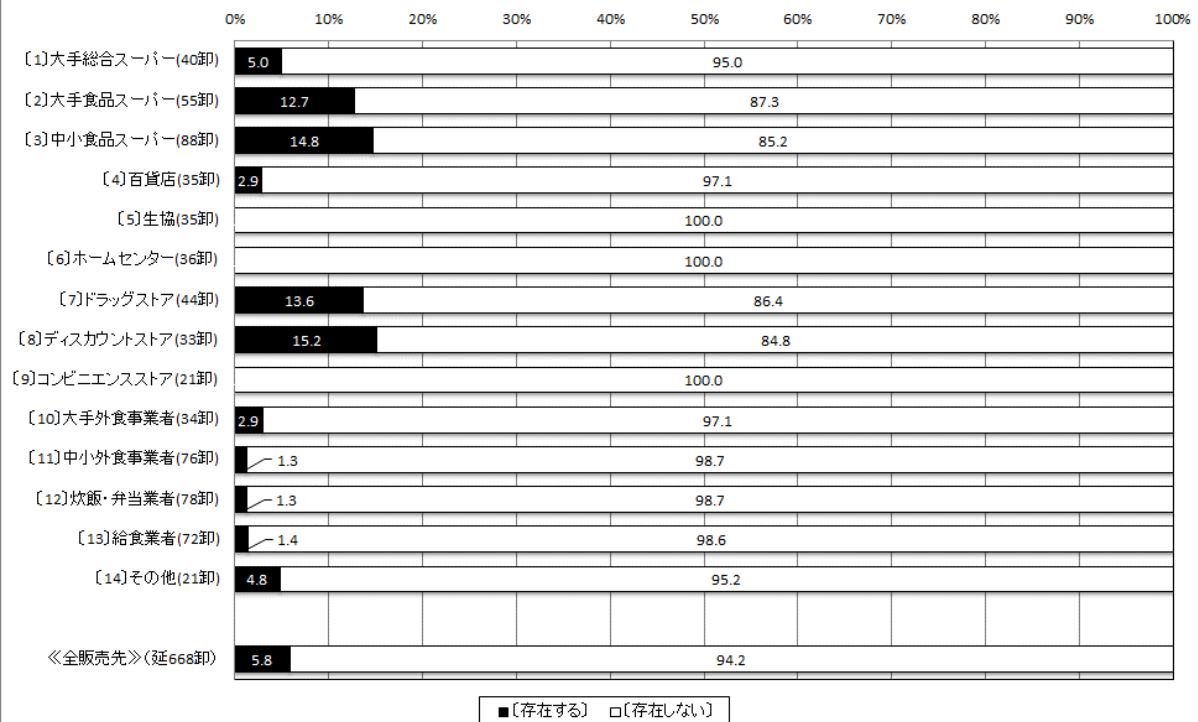 0% 10% 20% 30% 40% 50% 60% 70% 80% 90% 100%
〔1〕大手総合スーパー(40卸) 5.0 95.0
〔2〕大手食品スーパー(55卸) 12.7 87.3
〔3〕中小食品スーパー(88卸) 14.8 85.2
〔4〕百貨店(35卸) 2.9 97.1
〔5〕生協(35卸) 100.0
〔6〕ホームセンター(36卸) 100.0
〔7〕ドラッグストア(44卸) 13.6 86.4
〔8〕ディスカウントストア(33卸) 15.2 84.8
〔9〕コンビニエンスストア(21卸) 100.0
〔10〕大手外食事業者(34卸) 2.9 97.1
〔11〕中小外食事業者(76卸) 1.3 98.7
〔12〕炊飯・弁当業者(78卸) 1.3 98.7
〔13〕給食業者(72卸) 1.4 98.6
〔14〕その他(21卸) 4.8 95.2
≪全販売先≫(延668卸) 5.8 94.2
■〔存在する〕 □〔存在しない〕